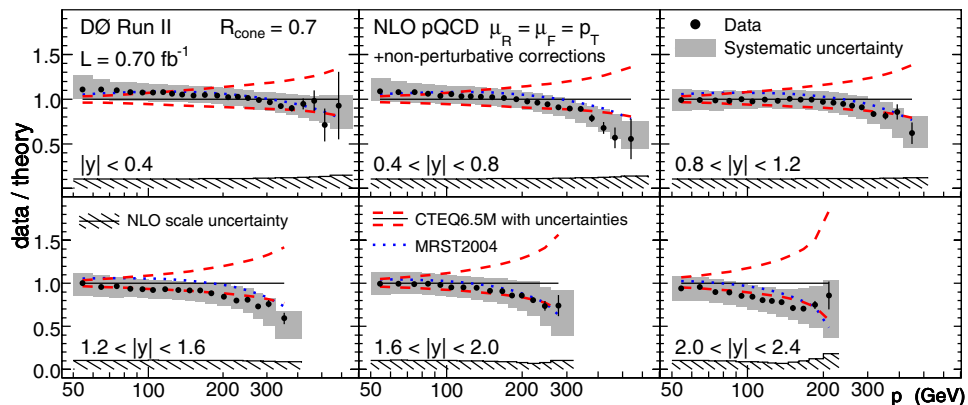 DØ Run II R_cone = 0.7
L = 0.70 fb⁻¹
NLO pQCD μ_R = μ_F = p_T
+non-perturbative corrections
Data
Systematic uncertainty
data / theory
1.5
1.0
0.5
|y| < 0.4
0.4 < |y| < 0.8
0.8 < |y| < 1.2
NLO scale uncertainty
CTEQ6.5M with uncertainties
MRST2004
1.5
1.0
0.5
0.0
1.2 < |y| < 1.6
1.6 < |y| < 2.0
2.0 < |y| < 2.4
50 100 200 300
50 100 200 300
50 100 200 300
p (GeV)